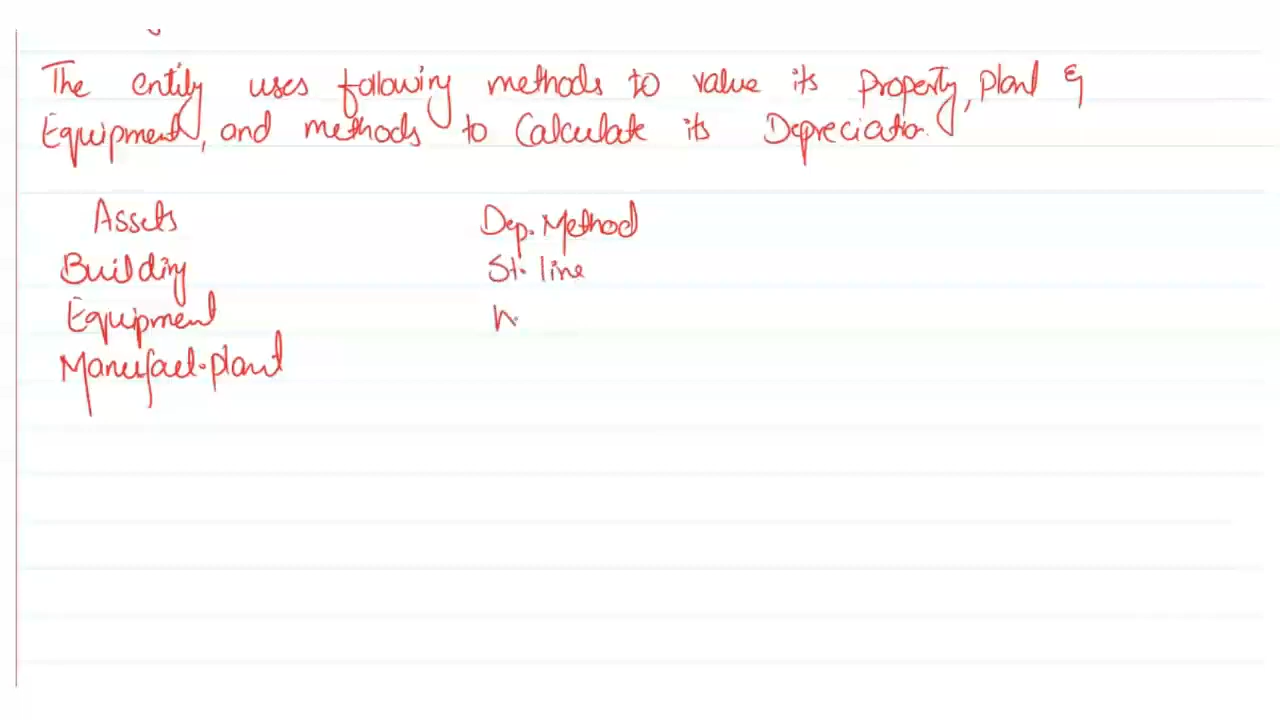 The entity uses following methods to value its Property, Plant &
Equipment, and methods to Calculate its Depreciation.
Assets Dep. Method
Building St. line
Equipment
Manufact. plant